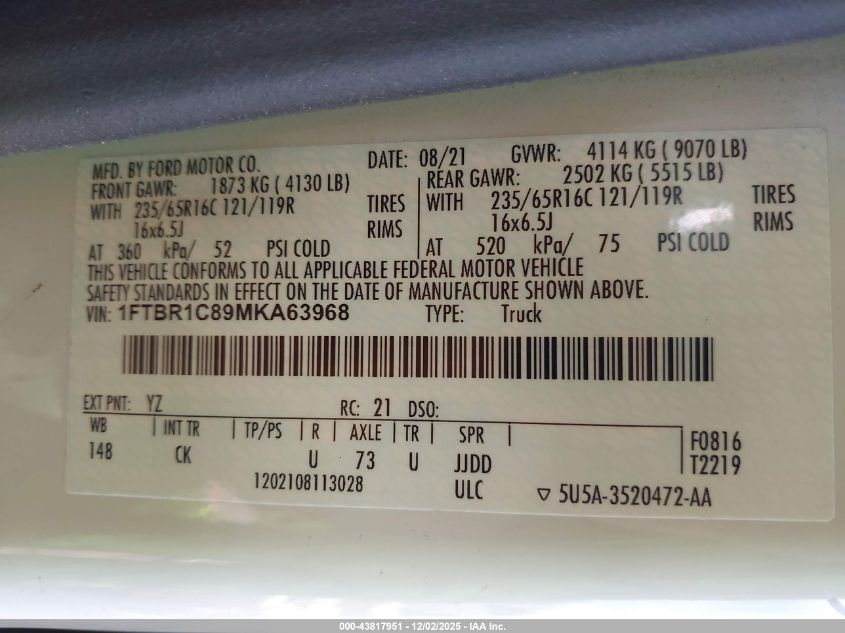 MFD. BY FORD MOTOR CO. DATE: 08/21 GVWR: 4114 KG ( 9070 LB)
FRONT GAWR: 1873 KG ( 4130 LB) REAR GAWR: 2502 KG ( 5515 LB)
WITH 235/65R16C 121/119R TIRES WITH 235/65R16C 121/119R TIRES
16x6.5J RIMS 16x6.5J RIMS
AT 360 kPa/ 52 PSI COLD AT 520 kPa/ 75 PSI COLD
THIS VEHICLE CONFORMS TO ALL APPLICABLE FEDERAL MOTOR VEHICLE
SAFETY STANDARDS IN EFFECT ON THE DATE OF MANUFACTURE SHOWN ABOVE.
VIN: 1FTBR1C89MKA63968 TYPE: Truck
EXT PNT: YZ RC: 21 DSO:
WB INT TR TP/PS R AXLE TR SPR F0816
148 CK U 73 U JJDD T2219
1202108113028 ULC ▽ 5U5A-3520472-AA
000-43817951 - 12/02/2025 - IAA Inc.